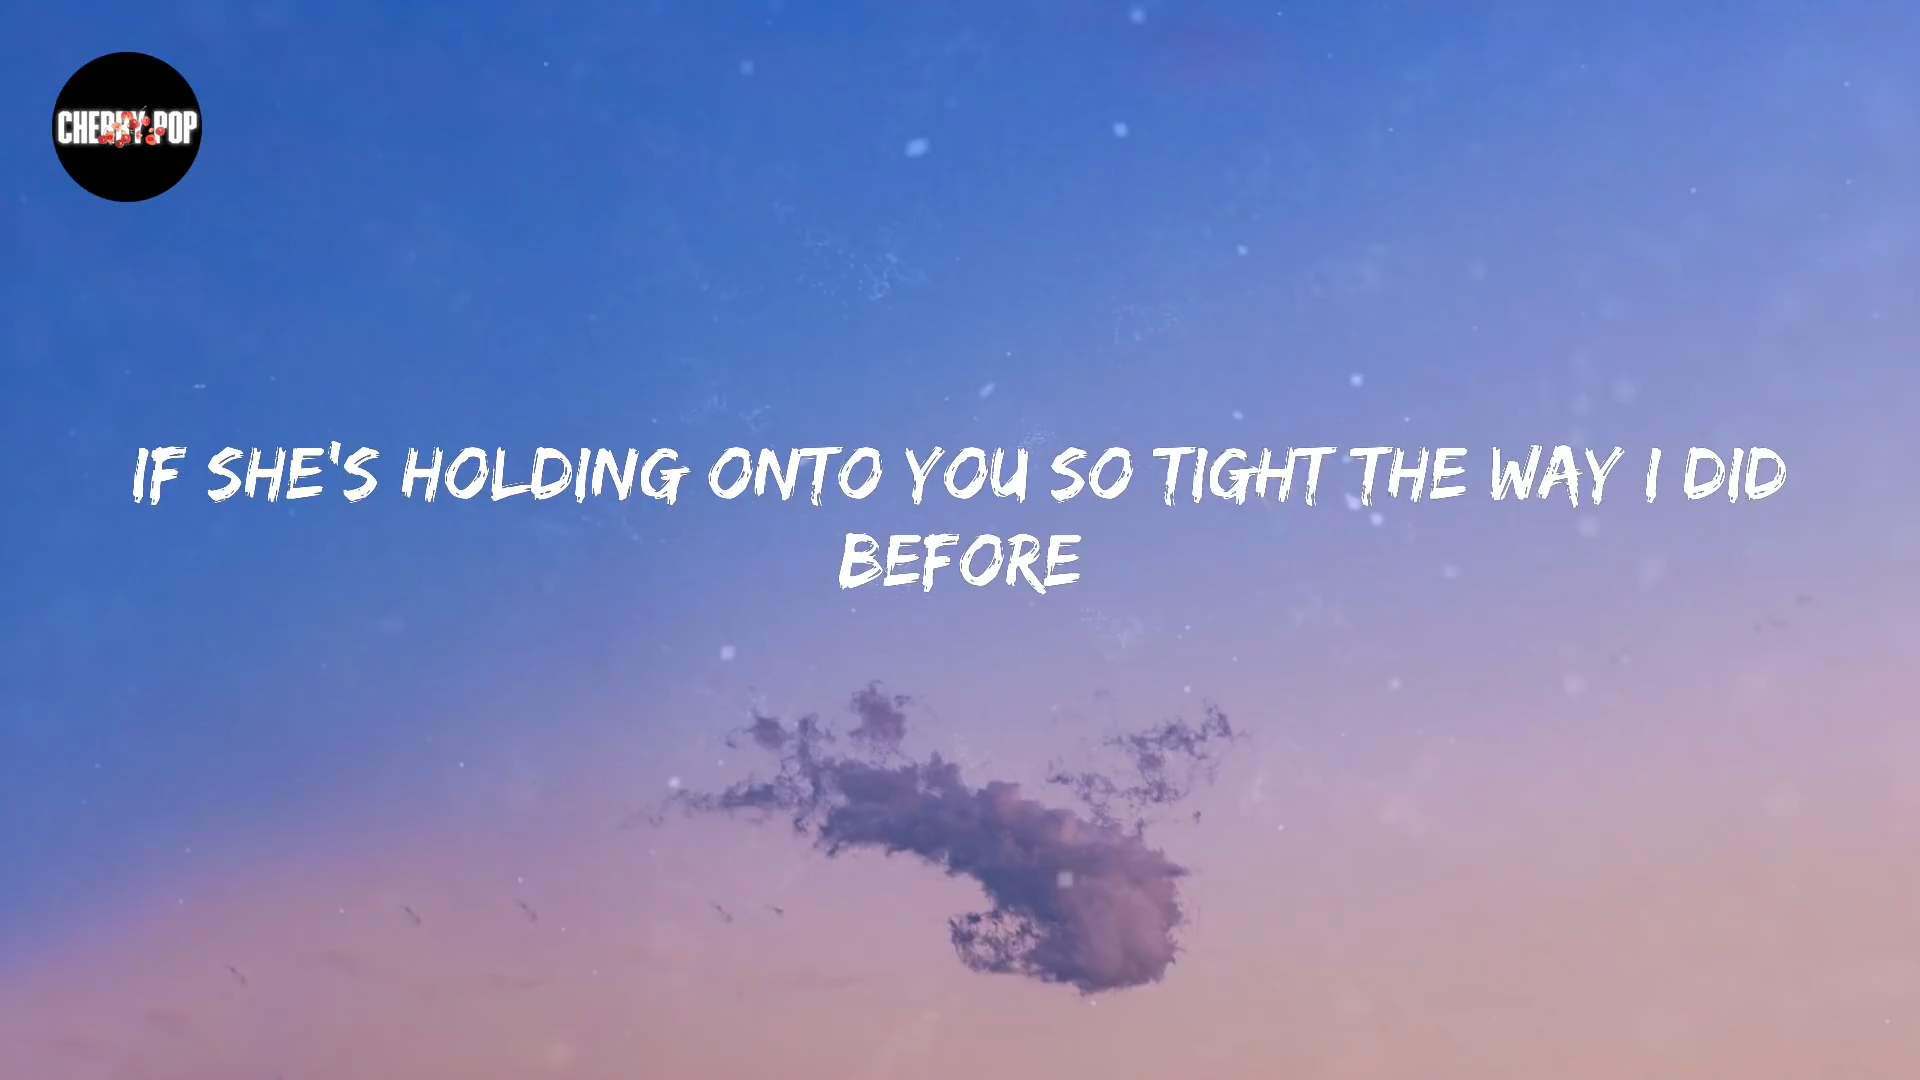 CHERRY POP
IF SHE'S HOLDING ONTO YOU SO TIGHT THE WAY I DID
BEFORE